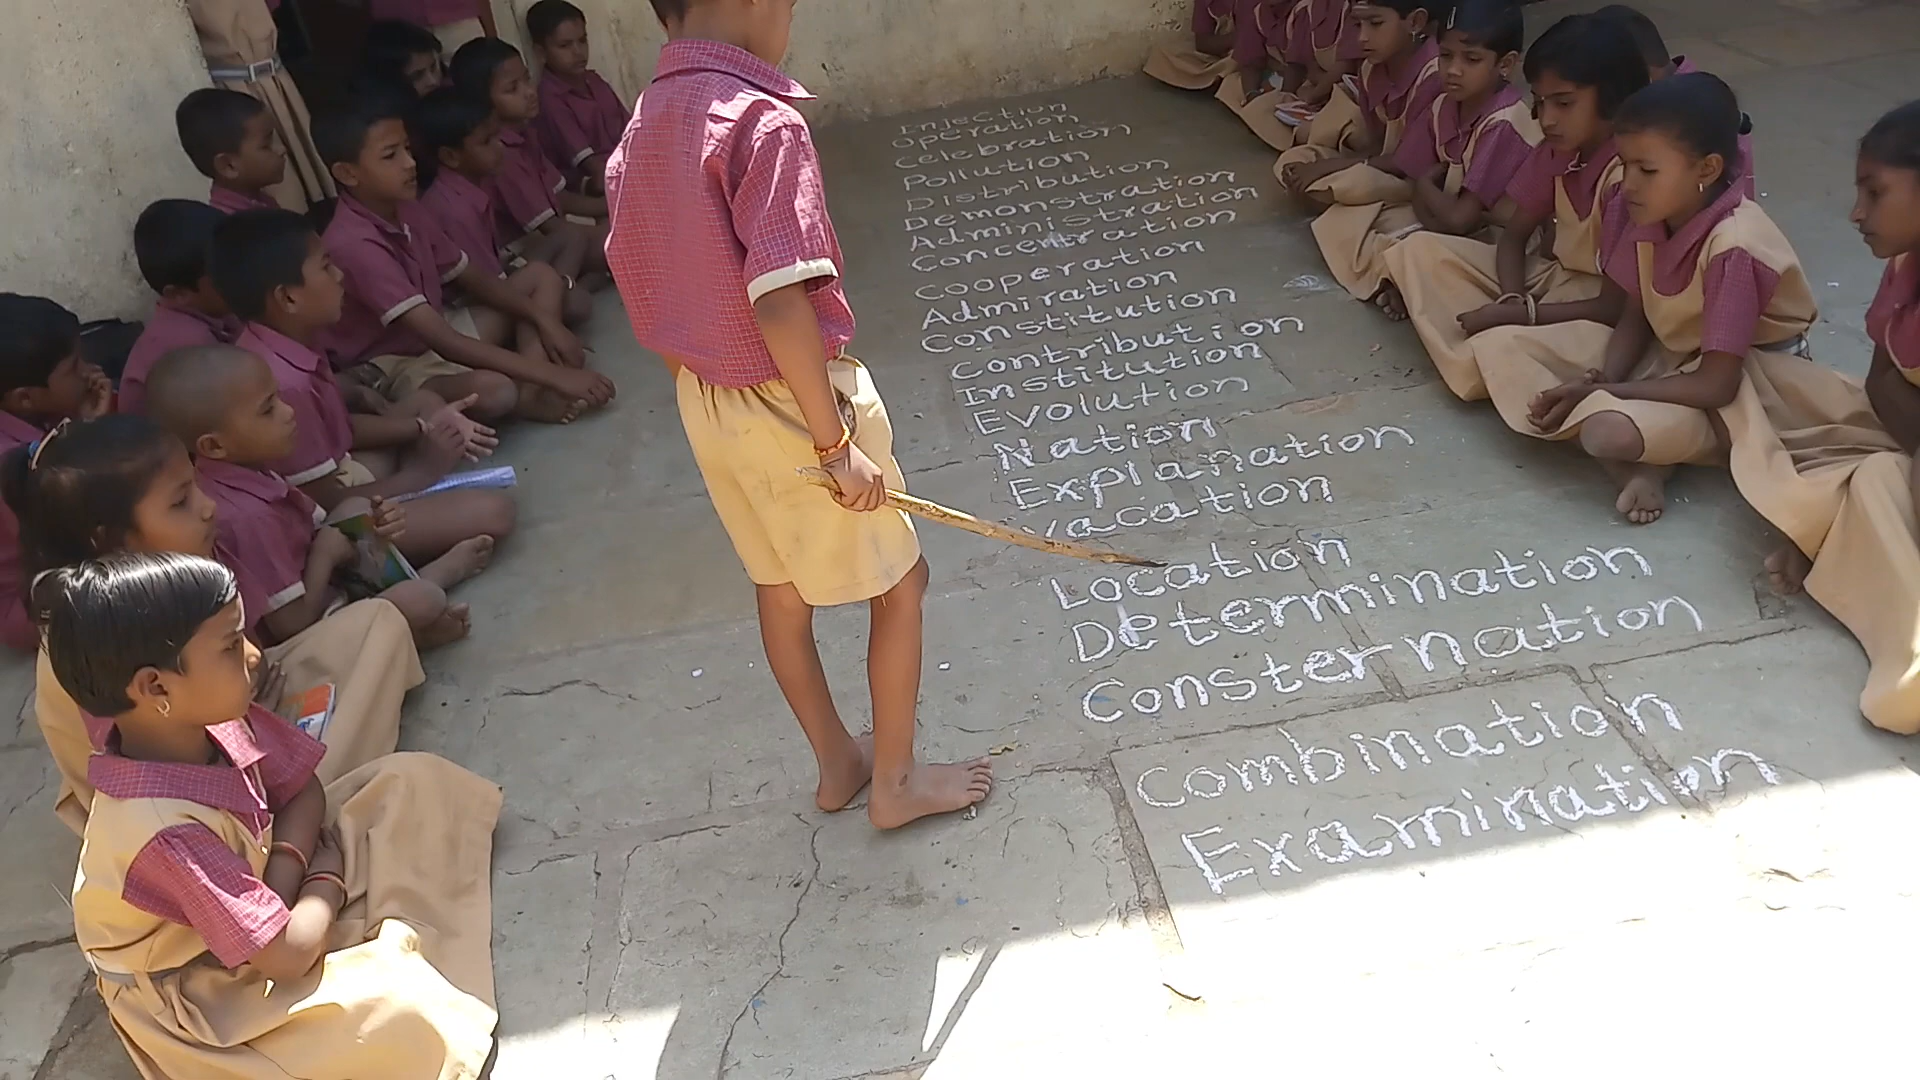 Injection
Operation
Celebration
Pollution
Distribution
Demonstration
Administration
Concentration
Cooperation
Admiration
Constitution
Contribution
Institution
Evolution
Nation
Explanation
Vacation
Location
Determination
Consternation
Combination
Examination